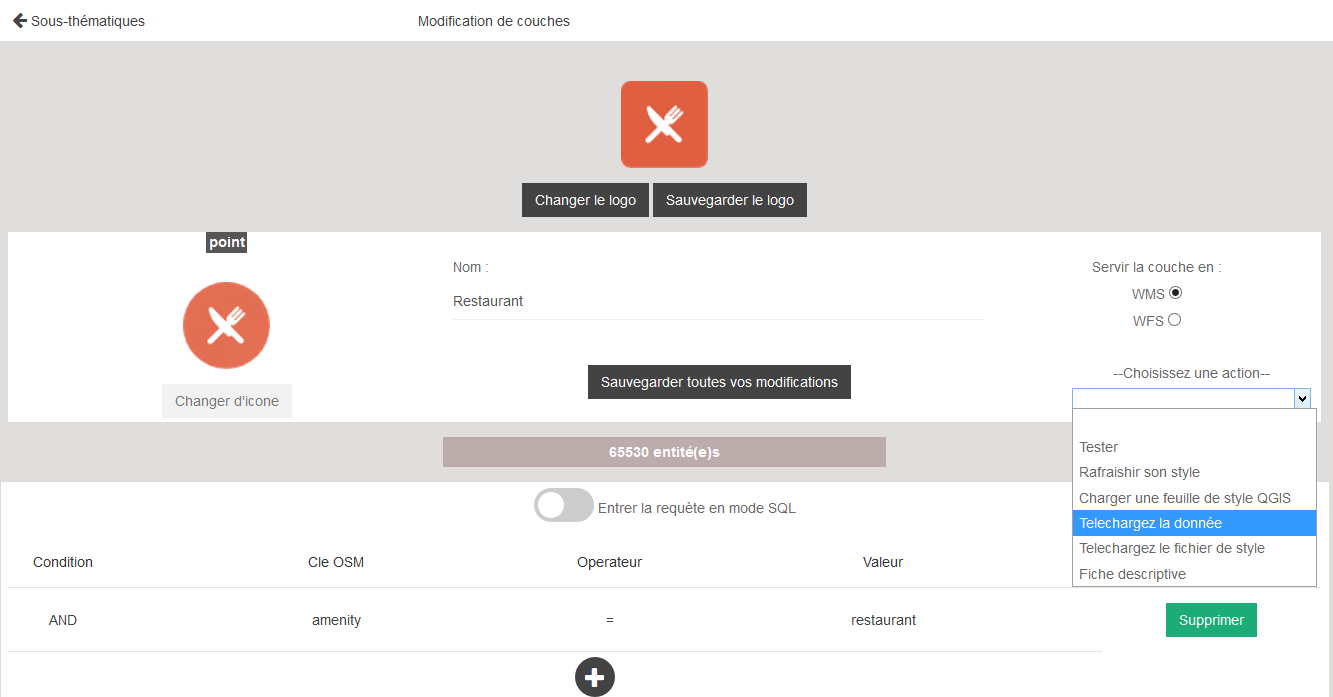 Sous-thématiques
Modification de couches
Changer le logo
Sauvegarder le logo
point
Changer d'icone
Nom :
Restaurant
Sauvegarder toutes vos modifications
Servir la couche en :
WMS
WFS
--Choisissez une action--
Tester
Rafraishir son style
Charger une feuille de style QGIS
Telechargez la donnée
Telechargez le fichier de style
Fiche descriptive
65530 entité(e)s
Entrer la requète en mode SQL
Condition Cle OSM Operateur Valeur
AND amenity = restaurant Supprimer